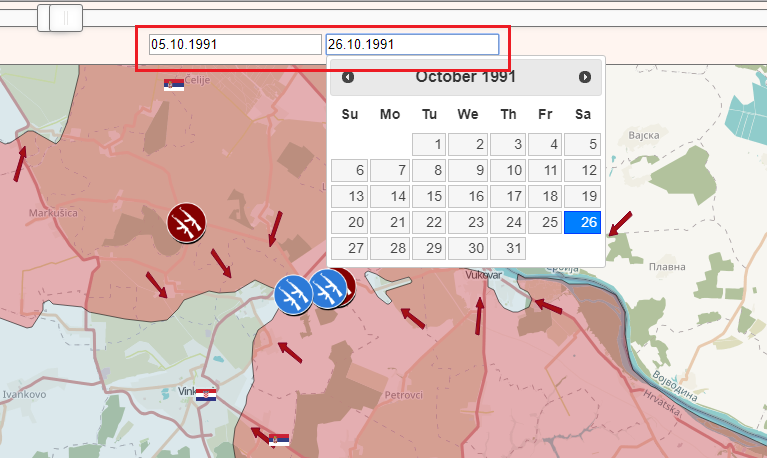 05.10.1991 26.10.1991
October 1991
Su Mo Tu We Th Fr Sa
1 2 3 4 5
6 7 8 9 10 11 12
13 14 15 16 17 18 19
20 21 22 23 24 25 26
27 28 29 30 31
Čelije
Вајска
Markušica
Србија
Плавна
Vukovar
Ivankovo
Petrovci
Војводина
Hrvatska